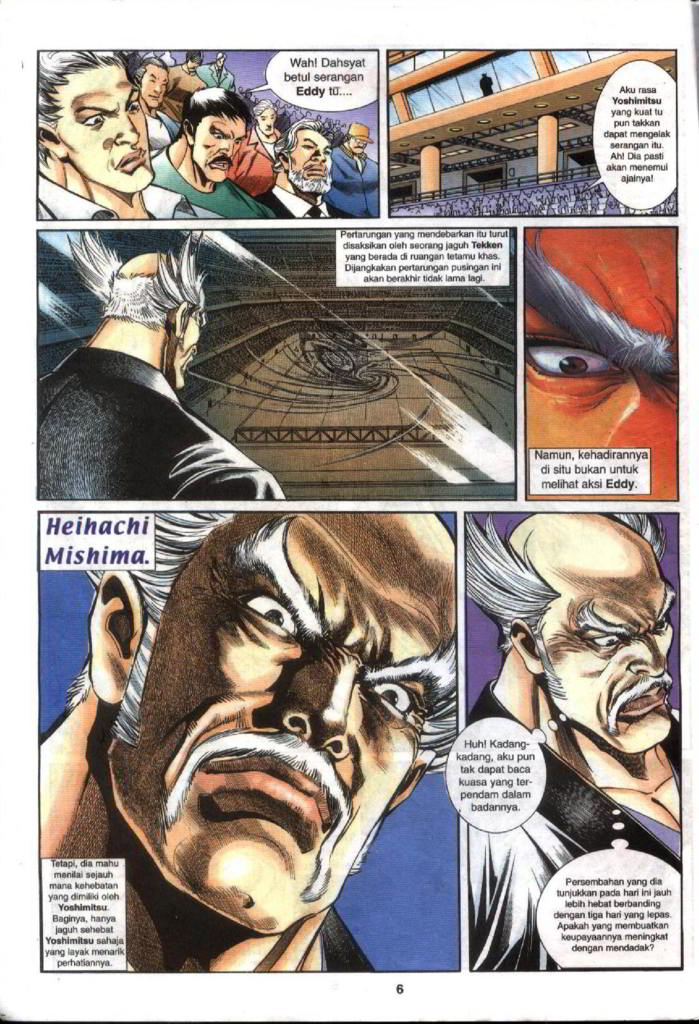 Wah! Dahsyat
betul serangan
Eddy tu....
Aku rasa
Yoshimitsu
yang kuat tu
pun takkan
dapat mengelak
serangan itu.
Ah! Dia pasti
akan menemui
ajalnya!
Pertarungan yang mendebarkan itu turut
disaksikan oleh seorang jaguh Tekken
yang berada di ruangan tetamu khas.
Dijangkakan pertarungan pusingan ini
akan berakhir tidak lama lagi.
Namun, kehadirannya
di situ bukan untuk
melihat aksi Eddy.
Heihachi
Mishima.
Tetapi, dia mahu
menilai sejauh
mana kehebatan
yang dimiliki oleh
Yoshimitsu.
Baginya, hanya
jaguh sehebat
Yoshimitsu sahaja
yang layak menarik
perhatiannya.
Huh! Kadang-
kadang, aku pun
tak dapat baca
kuasa yang ter-
pendam dalam
badannya.
Persembahan yang dia
tunjukkan pada hari ini jauh
lebih hebat berbanding
dengan tiga hari yang lepas.
Apakah yang membuatkan
keupayaannya meningkat
dengan mendadak?
6